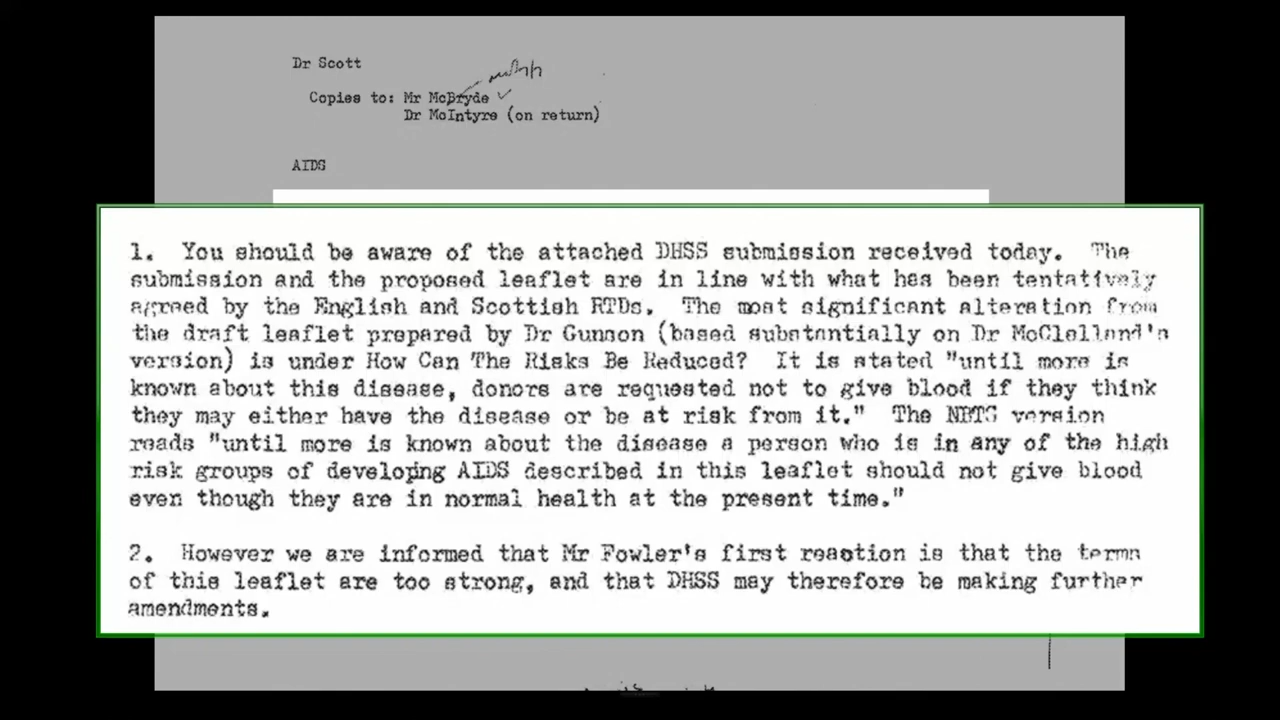 Dr Scott
Copies to: Mr McBryde
Dr McIntyre (on return)
AIDS
1. You should be aware of the attached DHSS submission received today. The
submission and the proposed leaflet are in line with what has been tentatively
agreed by the English and Scottish RTDs. The most significant alteration from
the draft leaflet prepared by Dr Gunson (based substantially on Dr McClelland's
version) is under How Can The Risks Be Reduced? It is stated "until more is
known about this disease, donors are requested not to give blood if they think
they may either have the disease or be at risk from it." The NBTS version
reads "until more is known about the disease a person who is in any of the high
risk groups of developing AIDS described in this leaflet should not give blood
even though they are in normal health at the present time."
2. However we are informed that Mr Fowler's first reaction is that the terms
of this leaflet are too strong, and that DHSS may therefore be making further
amendments.